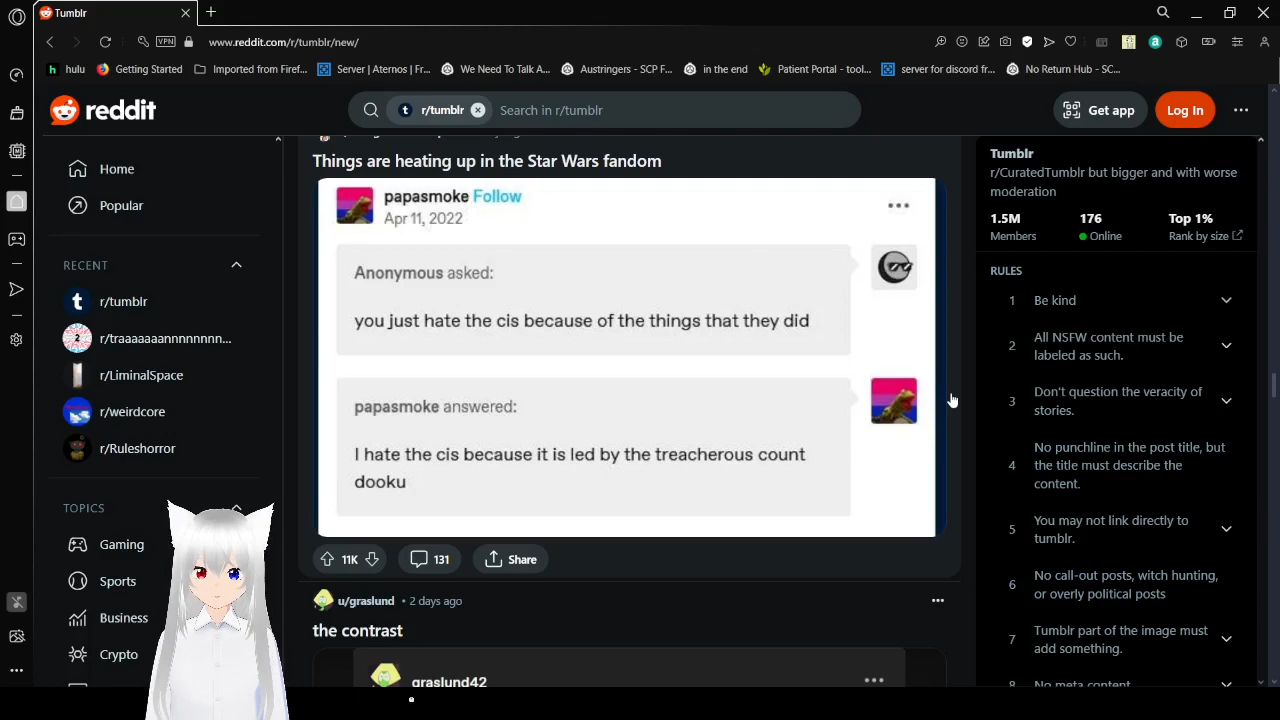 Tumblr
www.reddit.com/r/tumblr/new/
VPN
hulu
Getting Started
Imported from Firef...
Server | Aternos | Fr...
We Need To Talk A...
Austringers - SCP F...
in the end
Patient Portal - tool...
server for discord fr...
No Return Hub - SC...
reddit
r/tumblr
Search in r/tumblr
Get app
Log In
Home
Popular
RECENT
r/tumblr
r/traaaaaaannnnnnnn...
r/LiminalSpace
r/weirdcore
r/Ruleshorror
TOPICS
Gaming
Sports
Business
Crypto
Things are heating up in the Star Wars fandom
papasmoke Follow
Apr 11, 2022
Anonymous asked:
you just hate the cis because of the things that they did
papasmoke answered:
I hate the cis because it is led by the treacherous count
dooku
11K
131
Share
u/graslund • 2 days ago
the contrast
graslund42
Tumblr
r/CuratedTumblr but bigger and with worse
moderation
1.5M 176 Top 1%
Members Online Rank by size
RULES
1 Be kind
2 All NSFW content must be
labeled as such.
3 Don't question the veracity of
stories.
4 No punchline in the post title, but
the title must describe the
content.
5 You may not link directly to
tumblr.
6 No call-out posts, witch hunting,
or overly political posts
7 Tumblr part of the image must
add something.
8 No meta content